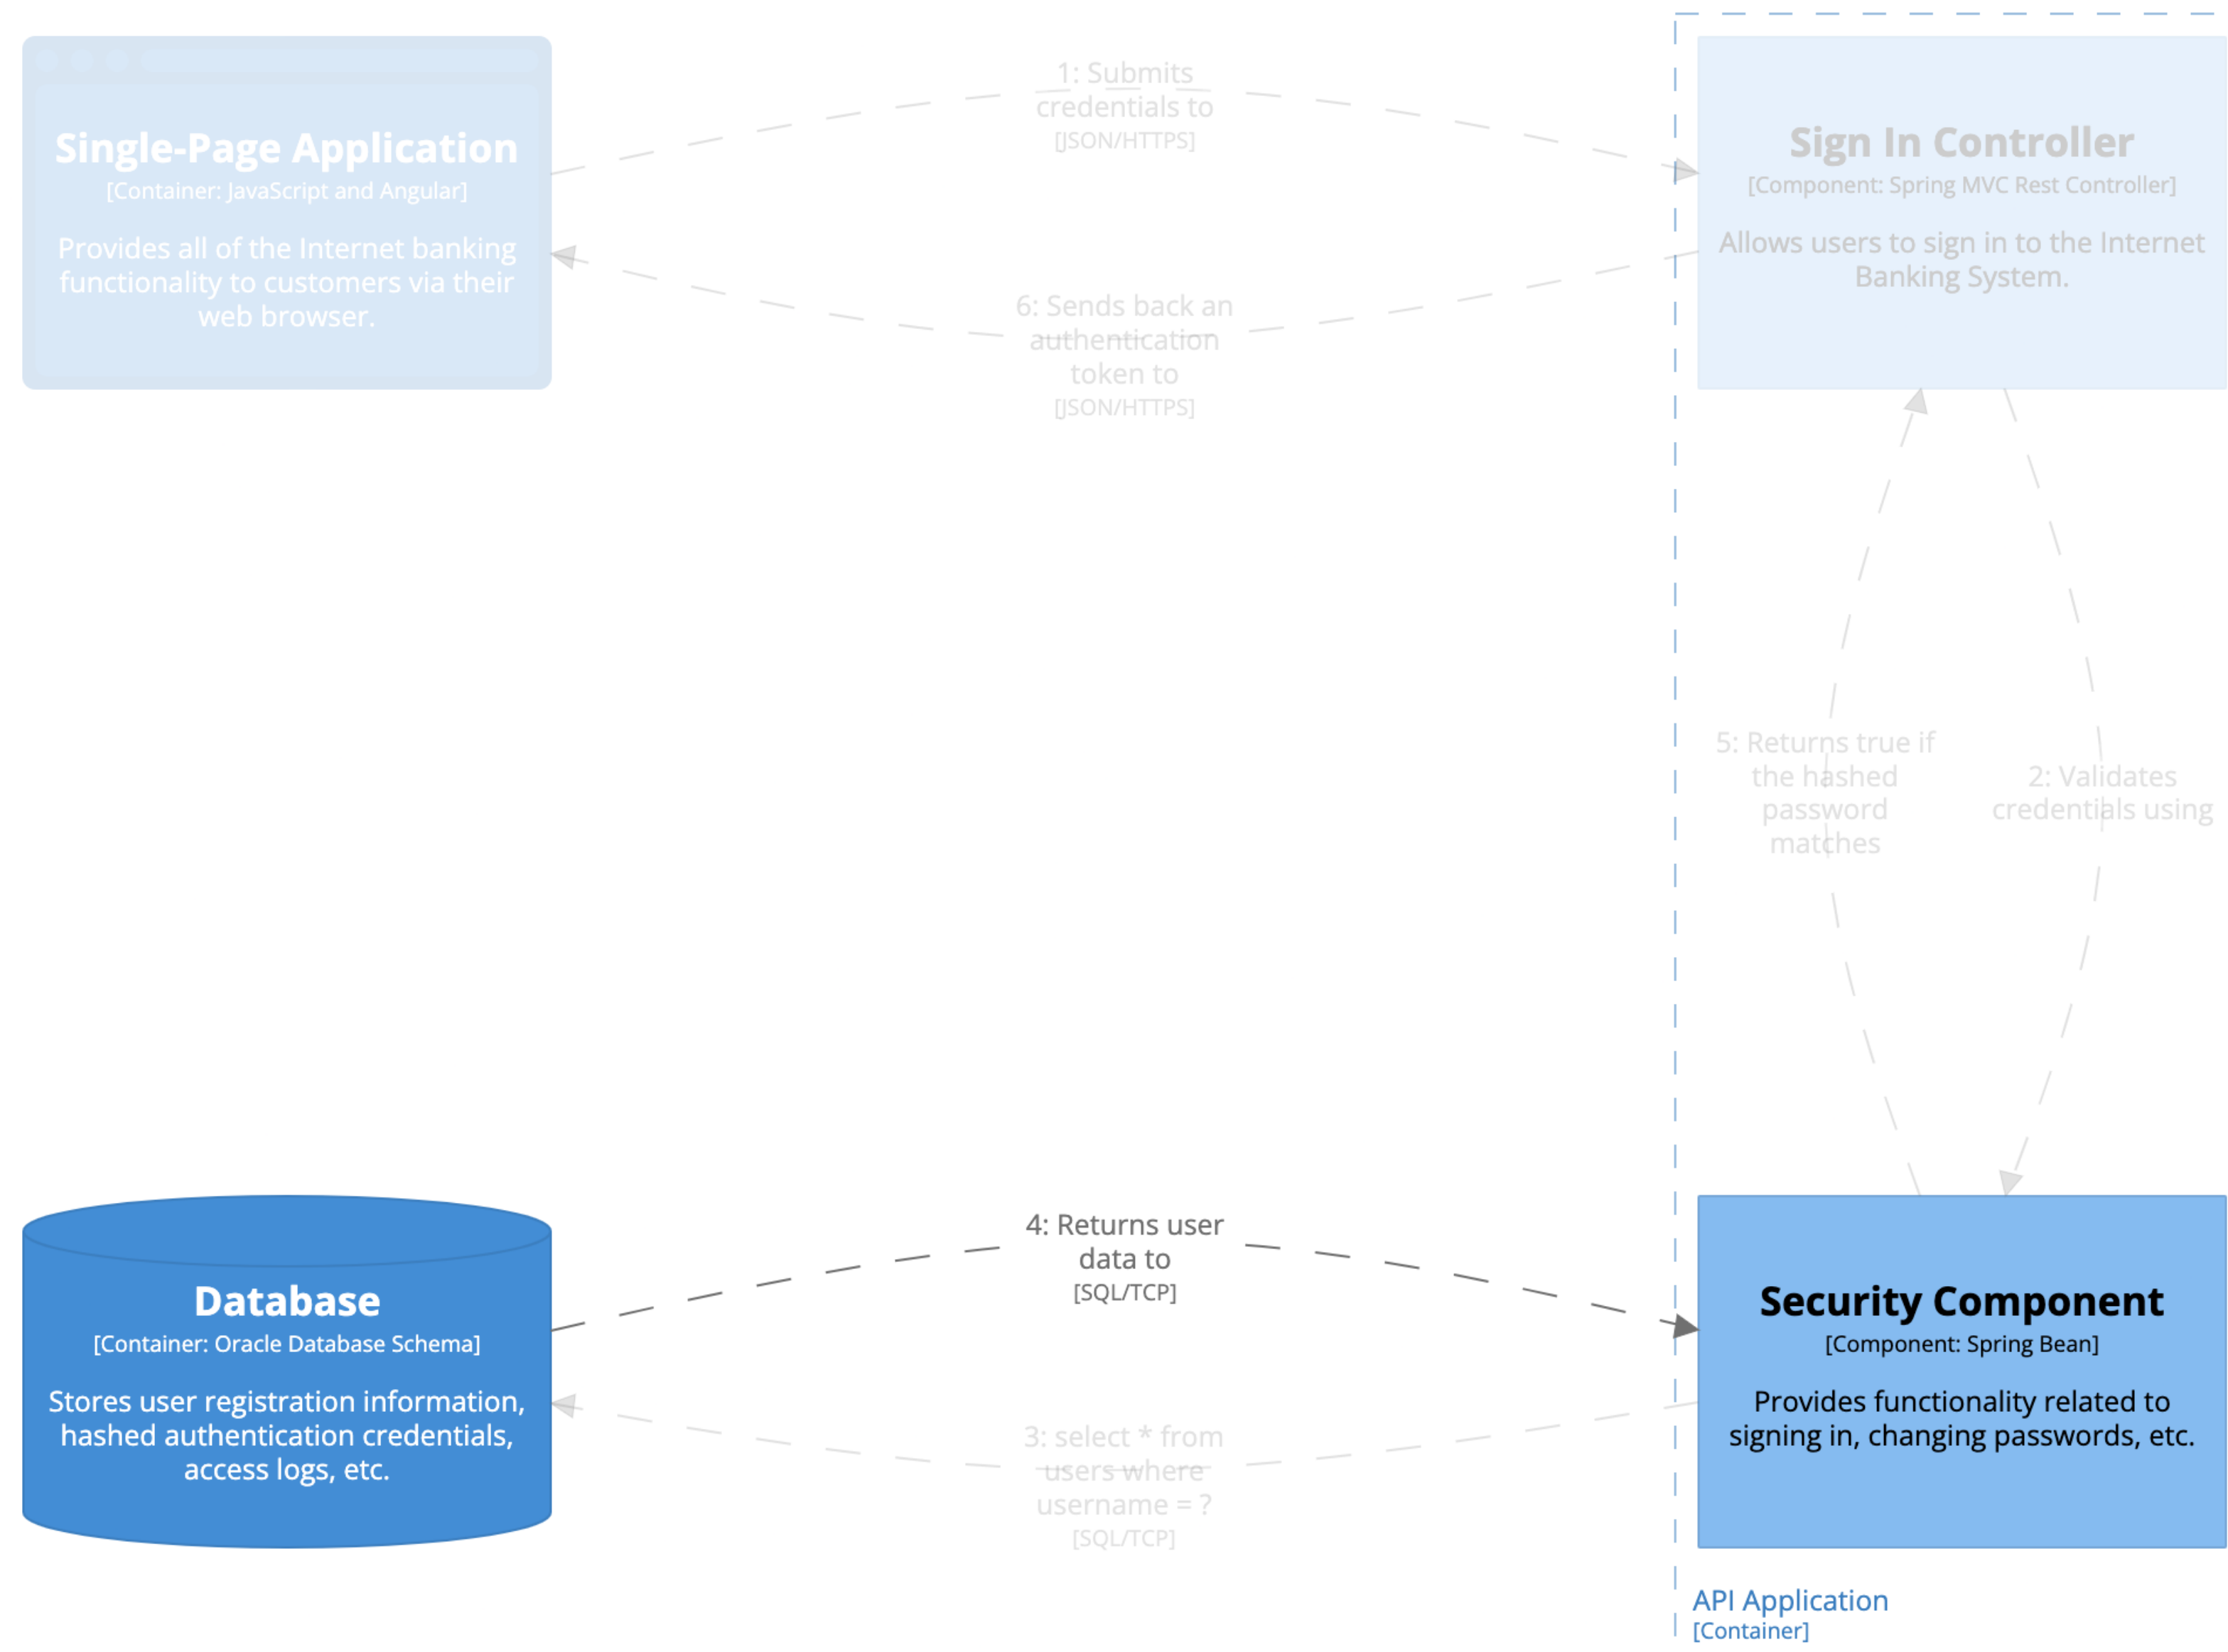 Single-Page Application
[Container: JavaScript and Angular]
Provides all of the Internet banking
functionality to customers via their
web browser.
1: Submits
credentials to
[JSON/HTTPS]
6: Sends back an
authentication
token to
[JSON/HTTPS]
Sign In Controller
[Component: Spring MVC Rest Controller]
Allows users to sign in to the Internet
Banking System.
5: Returns true if
the hashed
password
matches
2: Validates
credentials using
Database
[Container: Oracle Database Schema]
Stores user registration information,
hashed authentication credentials,
access logs, etc.
4: Returns user
data to
[SQL/TCP]
3: select * from
users where
username = ?
[SQL/TCP]
Security Component
[Component: Spring Bean]
Provides functionality related to
signing in, changing passwords, etc.
API Application
[Container]